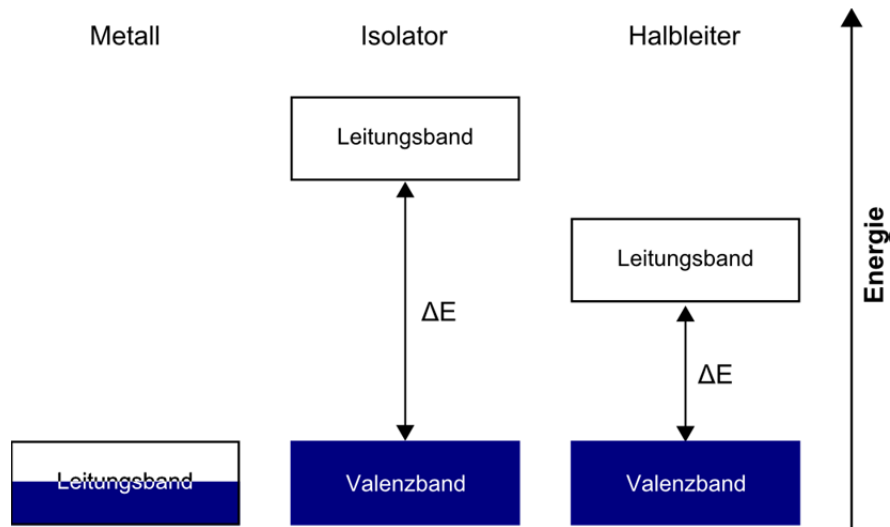 Metall
Isolator
Halbleiter
Leitungsband
Leitungsband
ΔE
ΔE
Energie
Leitungsband
Valenzband
Valenzband